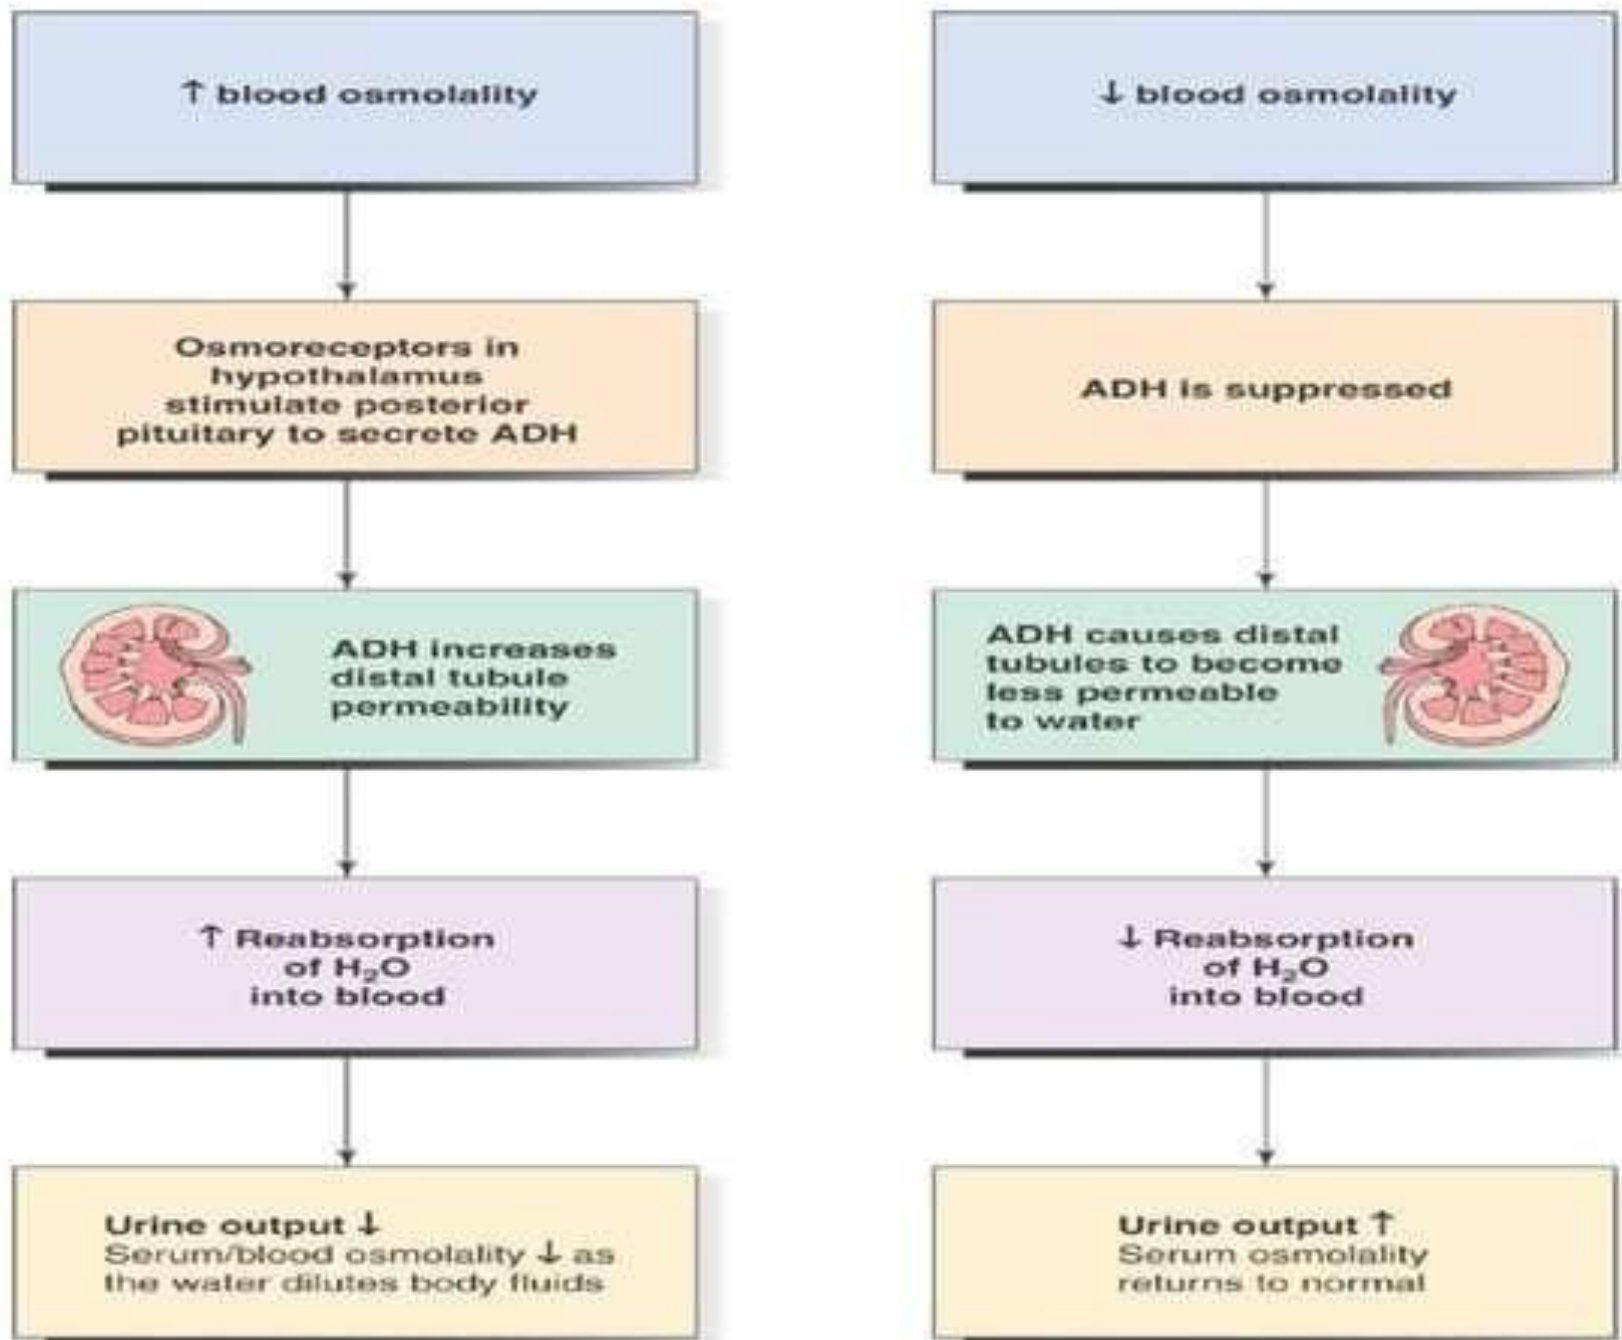 ↑ blood osmolality
Osmoreceptors in
hypothalamus
stimulate posterior
pituitary to secrete ADH
ADH increases
distal tubule
permeability
↑ Reabsorption
of H₂O
into blood
Urine output ↓
Serum/blood osmolality ↓ as
the water dilutes body fluids
↓ blood osmolality
ADH is suppressed
ADH causes distal
tubules to become
less permeable
to water
↓ Reabsorption
of H₂O
into blood
Urine output ↑
Serum osmolality
returns to normal